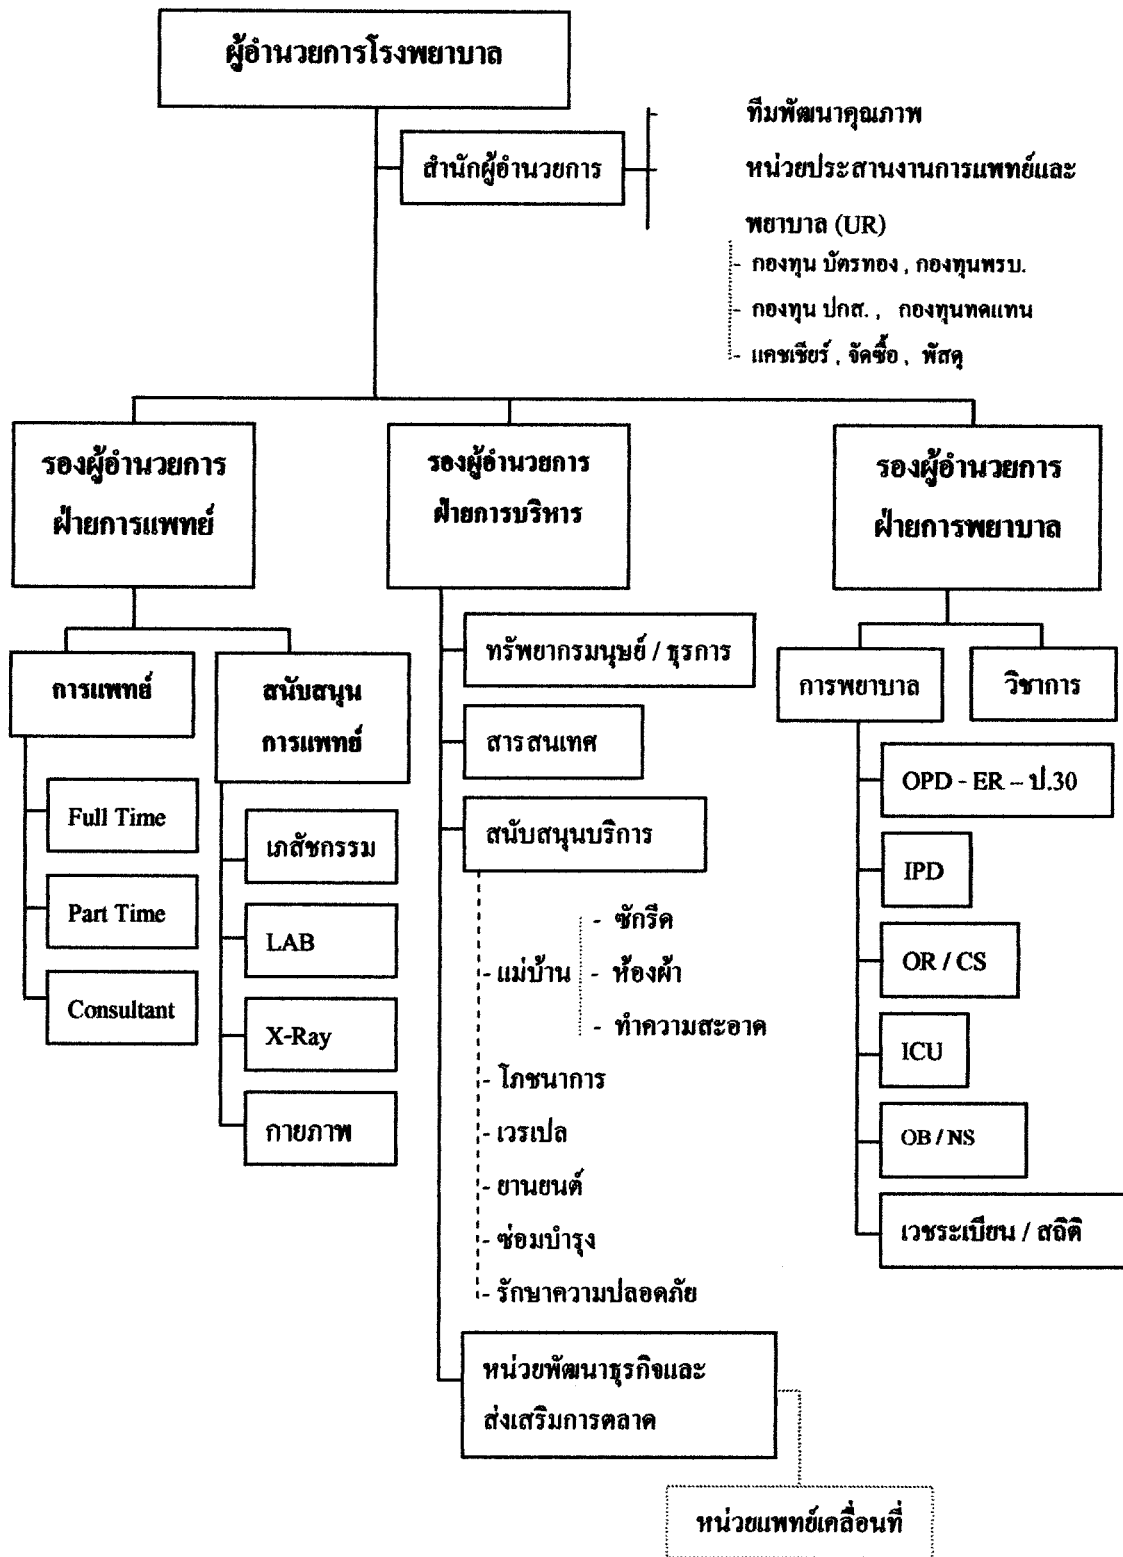 ผู้อำนวยการโรงพยาบาล
สำนักผู้อำนวยการ
ทีมพัฒนาคุณภาพ
หน่วยประสานงานการแพทย์และ
พยาบาล (UR)
- กองทุน บัตรทอง , กองทุนพรบ.
- กองทุน ปกส. , กองทุนทดแทน
- แคชเชียร์ , จัดซื้อ , พัสดุ
รองผู้อำนวยการ
ฝ่ายการแพทย์
การแพทย์
Full Time
Part Time
Consultant
สนับสนุน
การแพทย์
เภสัชกรรม
LAB
X-Ray
กายภาพ
รองผู้อำนวยการ
ฝ่ายการบริหาร
ทรัพยากรมนุษย์ / ธุรการ
สารสนเทศ
สนับสนุนบริการ
- แม่บ้าน
- ซักรีด
- ห้องผ้า
- ทำความสะอาด
- โภชนาการ
- เวรเปล
- ยานยนต์
- ซ่อมบำรุง
- รักษาความปลอดภัย
หน่วยพัฒนาธุรกิจและ
ส่งเสริมการตลาด
หน่วยแพทย์เคลื่อนที่
รองผู้อำนวยการ
ฝ่ายการพยาบาล
การพยาบาล
วิชาการ
OPD - ER – ป.30
IPD
OR / CS
ICU
OB / NS
เวชระเบียน / สถิติ